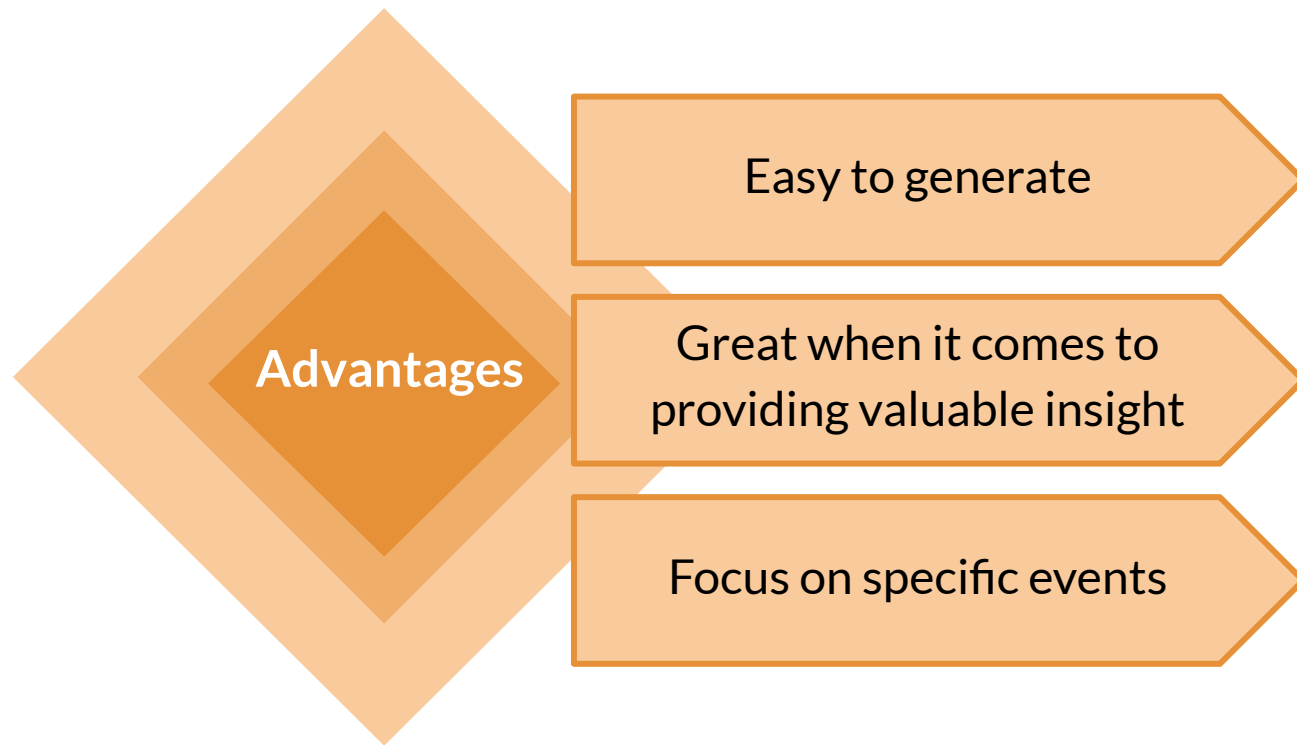 Advantages
Easy to generate
Great when it comes to
providing valuable insight
Focus on specific events